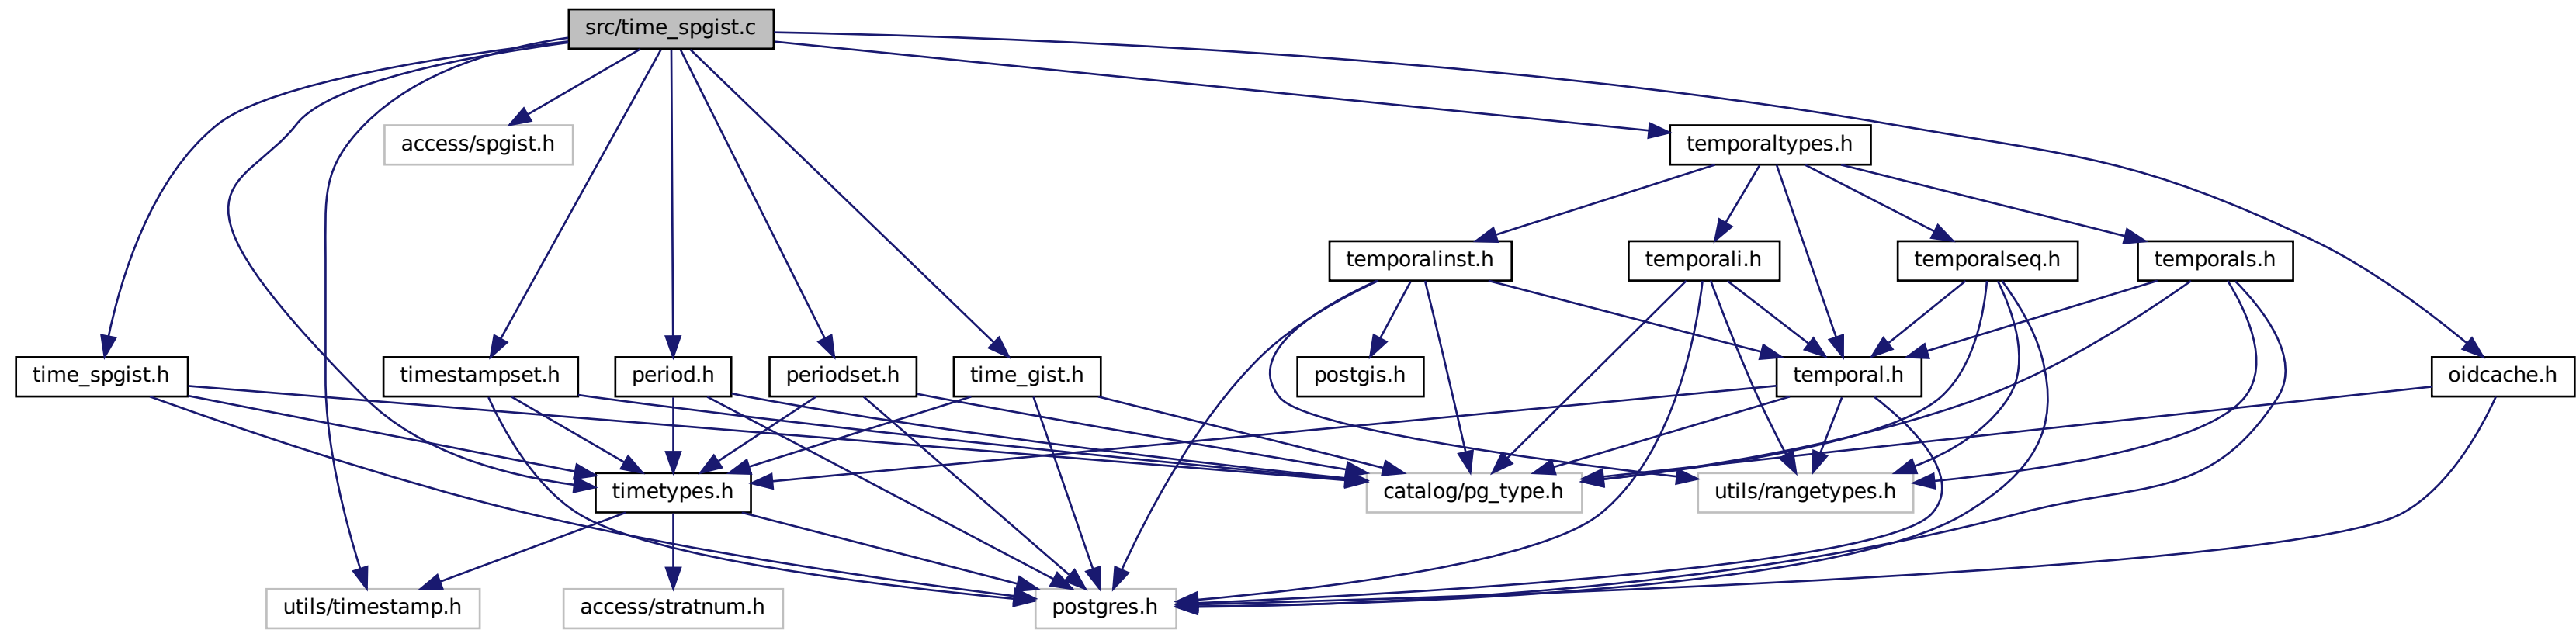 src/time_spgist.c
access/spgist.h
temporaltypes.h
temporalinst.h
temporali.h
temporalseq.h
temporals.h
time_spgist.h
timestampset.h
period.h
periodset.h
time_gist.h
postgis.h
temporal.h
oidcache.h
timetypes.h
catalog/pg_type.h
utils/rangetypes.h
utils/timestamp.h
access/stratnum.h
postgres.h